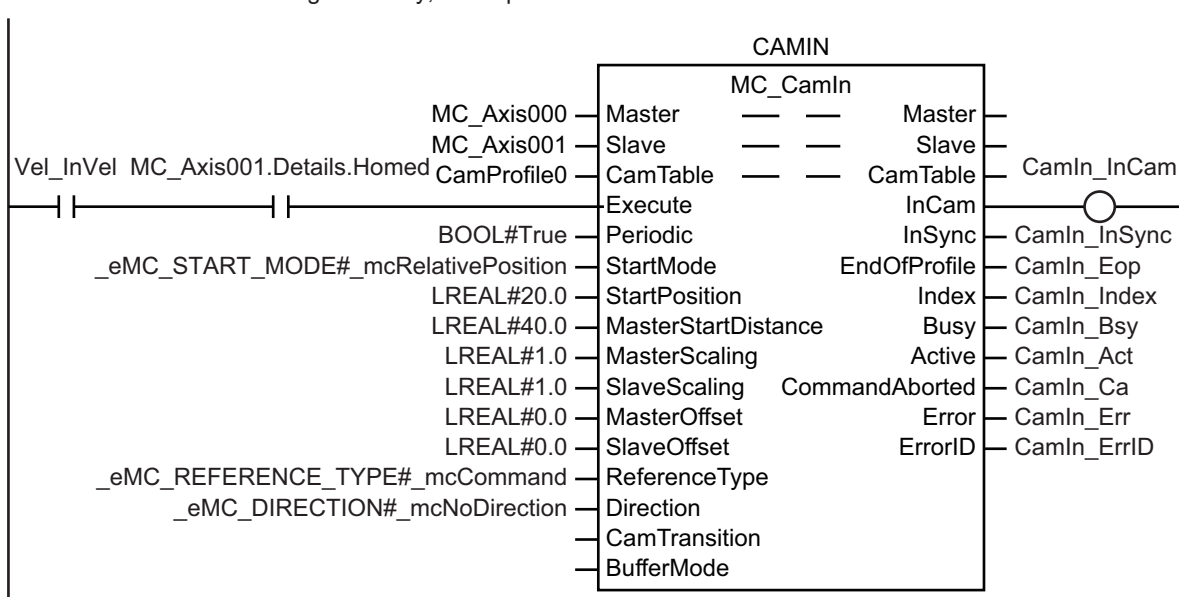 CAMIN
MC_CamIn
MC_Axis000 Master Master
MC_Axis001 Slave Slave
Vel_InVel MC_Axis001.Details.Homed CamProfile0 CamTable CamTable CamIn_InCam
Execute InCam
BOOL#True Periodic InSync CamIn_InSync
_eMC_START_MODE#_mcRelativePosition StartMode EndOfProfile CamIn_Eop
LREAL#20.0 StartPosition Index CamIn_Index
LREAL#40.0 MasterStartDistance Busy CamIn_Bsy
LREAL#1.0 MasterScaling Active CamIn_Act
LREAL#1.0 SlaveScaling CommandAborted CamIn_Ca
LREAL#0.0 MasterOffset Error CamIn_Err
LREAL#0.0 SlaveOffset ErrorID CamIn_ErrID
_eMC_REFERENCE_TYPE#_mcCommand ReferenceType
_eMC_DIRECTION#_mcNoDirection Direction
CamTransition
BufferMode